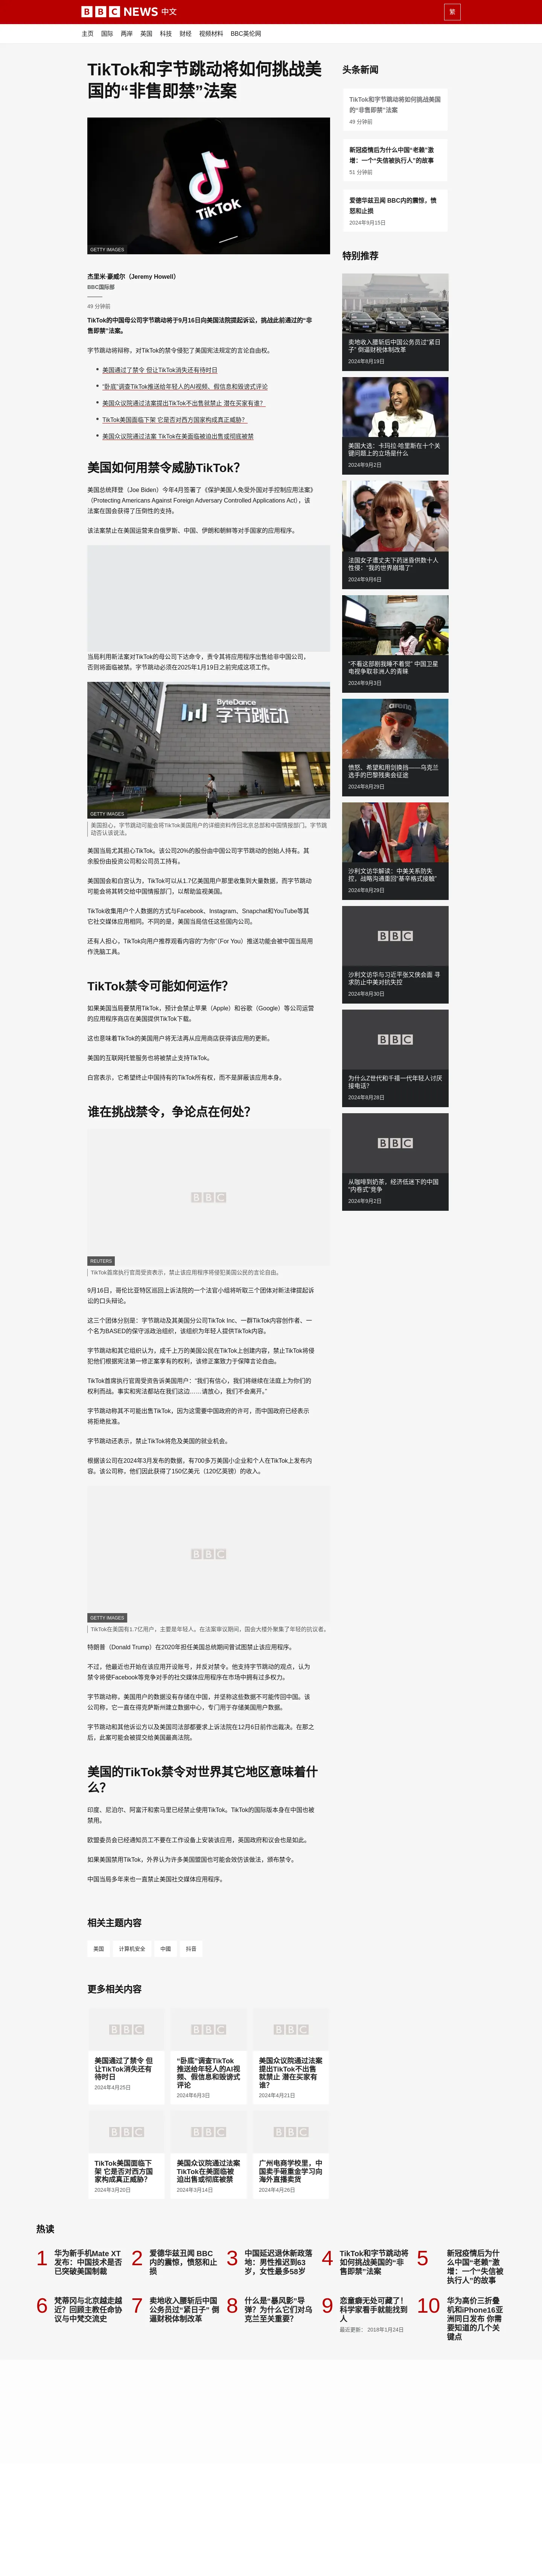 BBC NEWS 中文
繁
主页 国际 两岸 英国 科技 财经 视频材料 BBC英伦网
TikTok和字节跳动将如何挑战美
国的“非售即禁”法案
TikTok
GETTY IMAGES
杰里米·豪威尔（Jeremy Howell）
BBC国际部
49 分钟前
TikTok的中国母公司字节跳动将于9月16日向美国法院提起诉讼，挑战此前通过的“非
售即禁”法案。
字节跳动将辩称，对TikTok的禁令侵犯了美国宪法规定的言论自由权。
美国通过了禁令 但让TikTok消失还有待时日
“卧底”调查TikTok推送给年轻人的AI视频、假信息和毁谤式评论
美国众议院通过法案提出TikTok不出售就禁止 潜在买家有谁？
TikTok美国面临下架 它是否对西方国家构成真正威胁？
美国众议院通过法案 TikTok在美面临被迫出售或彻底被禁
美国如何用禁令威胁TikTok？
美国总统拜登（Joe Biden）今年4月签署了《保护美国人免受外国对手控制应用法案》
（Protecting Americans Against Foreign Adversary Controlled Applications Act），该
法案在国会获得了压倒性的支持。
该法案禁止在美国运营来自俄罗斯、中国、伊朗和朝鲜等对手国家的应用程序。
当局利用新法案对TikTok的母公司下达命令，责令其将应用程序出售给非中国公司，
否则将面临被禁。字节跳动必须在2025年1月19日之前完成这项工作。
ByteDance
字节跳动
GETTY IMAGES
美国担心，字节跳动可能会将TikTok美国用户的详细资料传回北京总部和中国情报部门。字节跳
动否认该说法。
美国当局尤其担心TikTok。该公司20%的股份由中国公司字节跳动的创始人持有。其
余股份由投资公司和公司员工持有。
美国国会和白宫认为，TikTok可以从1.7亿美国用户那里收集到大量数据，而字节跳动
可能会将其转交给中国情报部门，以帮助监视美国。
TikTok收集用户个人数据的方式与Facebook、Instagram、Snapchat和YouTube等其
它社交媒体应用相同。不同的是，美国当局信任这些国内公司。
还有人担心，TikTok向用户推荐观看内容的“为你”（For You）推送功能会被中国当局用
作洗脑工具。
TikTok禁令可能如何运作？
如果美国当局要禁用TikTok，预计会禁止苹果（Apple）和谷歌（Google）等公司运营
的应用程序商店在美国提供TikTok下载。
这也意味着TikTok的美国用户将无法再从应用商店获得该应用的更新。
美国的互联网托管服务也将被禁止支持TikTok。
白宫表示，它希望终止中国持有的TikTok所有权，而不是屏蔽该应用本身。
谁在挑战禁令，争论点在何处？
BBC
REUTERS
TikTok首席执行官周受资表示，禁止该应用程序将侵犯美国公民的言论自由。
9月16日，哥伦比亚特区巡回上诉法院的一个法官小组将听取三个团体对新法律提起诉
讼的口头辩论。
这三个团体分别是：字节跳动及其美国分公司TikTok Inc、一群TikTok内容创作者、一
个名为BASED的保守派政治组织，该组织为年轻人提供TikTok内容。
字节跳动和其它组织认为，成千上万的美国公民在TikTok上创建内容，禁止TikTok将侵
犯他们根据宪法第一修正案享有的权利，该修正案致力于保障言论自由。
TikTok首席执行官周受资告诉美国用户：“我们有信心，我们将继续在法庭上为你们的
权利而战。事实和宪法都站在我们这边……请放心，我们不会离开。”
字节跳动称其不可能出售TikTok，因为这需要中国政府的许可，而中国政府已经表示
将拒绝批准。
字节跳动还表示，禁止TikTok将危及美国的就业机会。
根据该公司在2024年3月发布的数据，有700多万美国小企业和个人在TikTok上发布内
容。该公司称，他们因此获得了150亿美元（120亿英镑）的收入。
BBC
GETTY IMAGES
TikTok在美国有1.7亿用户，主要是年轻人。在法案审议期间，国会大楼外聚集了年轻的抗议者。
特朗普（Donald Trump）在2020年担任美国总统期间曾试图禁止该应用程序。
不过，他最近也开始在该应用开设账号，并反对禁令。他支持字节跳动的观点，认为
禁令将使Facebook等竞争对手的社交媒体应用程序在市场中拥有过多权力。
字节跳动称，美国用户的数据没有存储在中国，并坚称这些数据不可能传回中国。该
公司称，它一直在得克萨斯州建立数据中心，专门用于存储美国用户数据。
字节跳动和其他诉讼方以及美国司法部都要求上诉法院在12月6日前作出裁决。在那之
后，此案可能会被提交给美国最高法院。
美国的TikTok禁令对世界其它地区意味着什
么？
印度、尼泊尔、阿富汗和索马里已经禁止使用TikTok。TikTok的国际版本身在中国也被
禁用。
欧盟委员会已经通知员工不要在工作设备上安装该应用，英国政府和议会也是如此。
如果美国禁用TikTok，外界认为许多美国盟国也可能会效仿该做法，颁布禁令。
中国当局多年来也一直禁止美国社交媒体应用程序。
相关主题内容
美国 计算机安全 中國 抖音
更多相关内容
BBC BBC BBC
美国通过了禁令 但
让TikTok消失还有
待时日
2024年4月25日
“卧底”调查TikTok
推送给年轻人的AI视
频、假信息和毁谤式
评论
2024年6月3日
美国众议院通过法案
提出TikTok不出售
就禁止 潜在买家有
谁？
2024年4月21日
BBC BBC BBC
TikTok美国面临下
架 它是否对西方国
家构成真正威胁？
2024年3月20日
美国众议院通过法案
TikTok在美面临被
迫出售或彻底被禁
2024年3月14日
广州电商学校里，中
国卖手砸重金学习向
海外直播卖货
2024年4月26日
头条新闻
TikTok和字节跳动将如何挑战美国
的“非售即禁”法案
49 分钟前
新冠疫情后为什么中国“老赖”激
增：一个“失信被执行人”的故事
51 分钟前
爱德华兹丑闻 BBC内的震惊，愤
怒和止损
2024年9月15日
特别推荐
卖地收入腰斩后中国公务员过“紧日
子” 倒逼财税体制改革
2024年8月19日
美国大选：卡玛拉·哈里斯在十个关
键问题上的立场是什么
2024年9月2日
法国女子遭丈夫下药迷昏供数十人
性侵：“我的世界崩塌了”
2024年9月6日
“不看这部剧我睡不着觉” 中国卫星
电视争取非洲人的青睐
2024年9月3日
愤怒、希望和用剑换挡——乌克兰
选手的巴黎残奥会征途
2024年8月29日
沙利文访华解读：中美关系防失
控，战略沟通重回“基辛格式接触”
2024年8月29日
BBC
沙利文访华与习近平张又侠会面 寻
求防止中美对抗失控
2024年8月30日
BBC
为什么Z世代和千禧一代年轻人讨厌
接电话？
2024年8月28日
BBC
从咖啡到奶茶，经济低迷下的中国
“内卷式”竞争
2024年9月2日
热读
1 华为新手机Mate XT
发布：中国技术是否
已突破美国制裁
2 爱德华兹丑闻 BBC
内的震惊，愤怒和止
损
3 中国延迟退休新政落
地：男性推迟到63
岁，女性最多58岁
4 TikTok和字节跳动将
如何挑战美国的“非
售即禁”法案
5 新冠疫情后为什
么中国“老赖”激
增：一个“失信被
执行人”的故事
6 梵蒂冈与北京越走越
近？回顾主教任命协
议与中梵交流史
7 卖地收入腰斩后中国
公务员过“紧日子” 倒
逼财税体制改革
8 什么是“暴风影”导
弹？为什么它们对乌
克兰至关重要？
9 恋童癖无处可藏了！
科学家看手就能找到
人
最近更新： 2018年1月24日
10 华为高价三折叠
机和iPhone16亚
洲同日发布 你需
要知道的几个关
键点